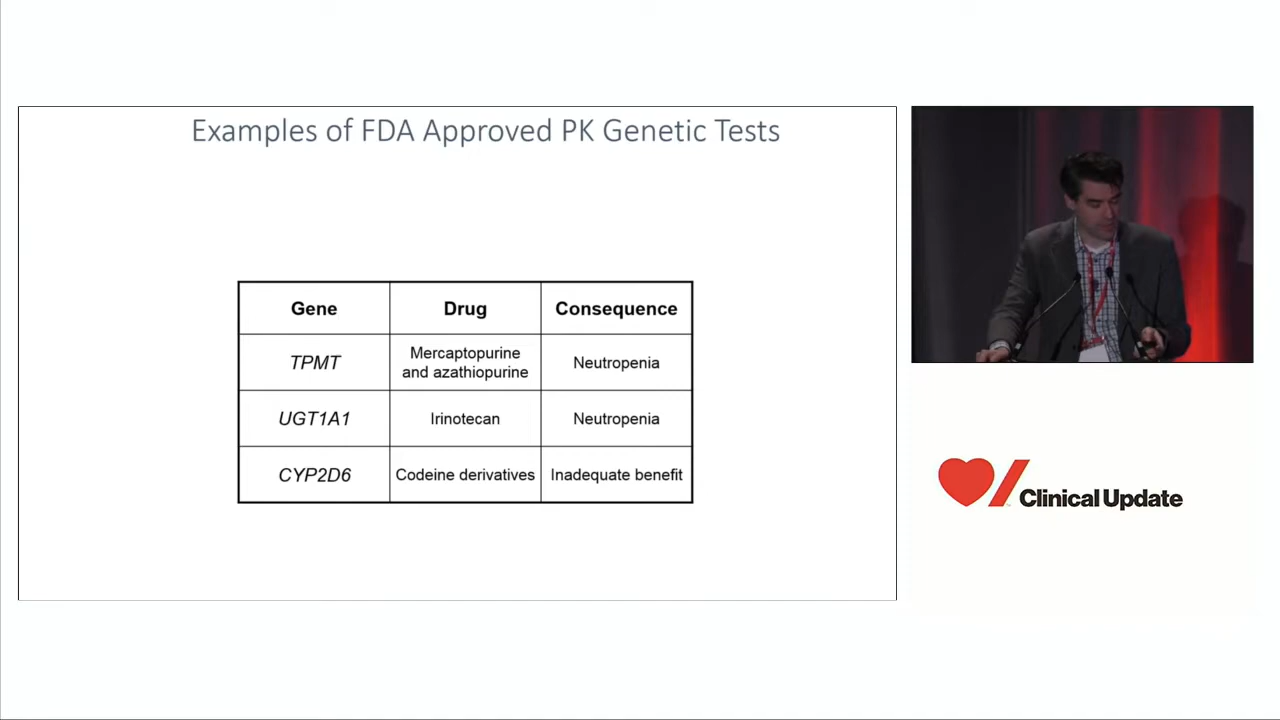 Examples of FDA Approved PK Genetic Tests
Gene
Drug
Consequence
TPMT
Mercaptopurine
and azathiopurine
Neutropenia
UGT1A1
Irinotecan
Neutropenia
CYP2D6
Codeine derivatives
Inadequate benefit
Clinical Update